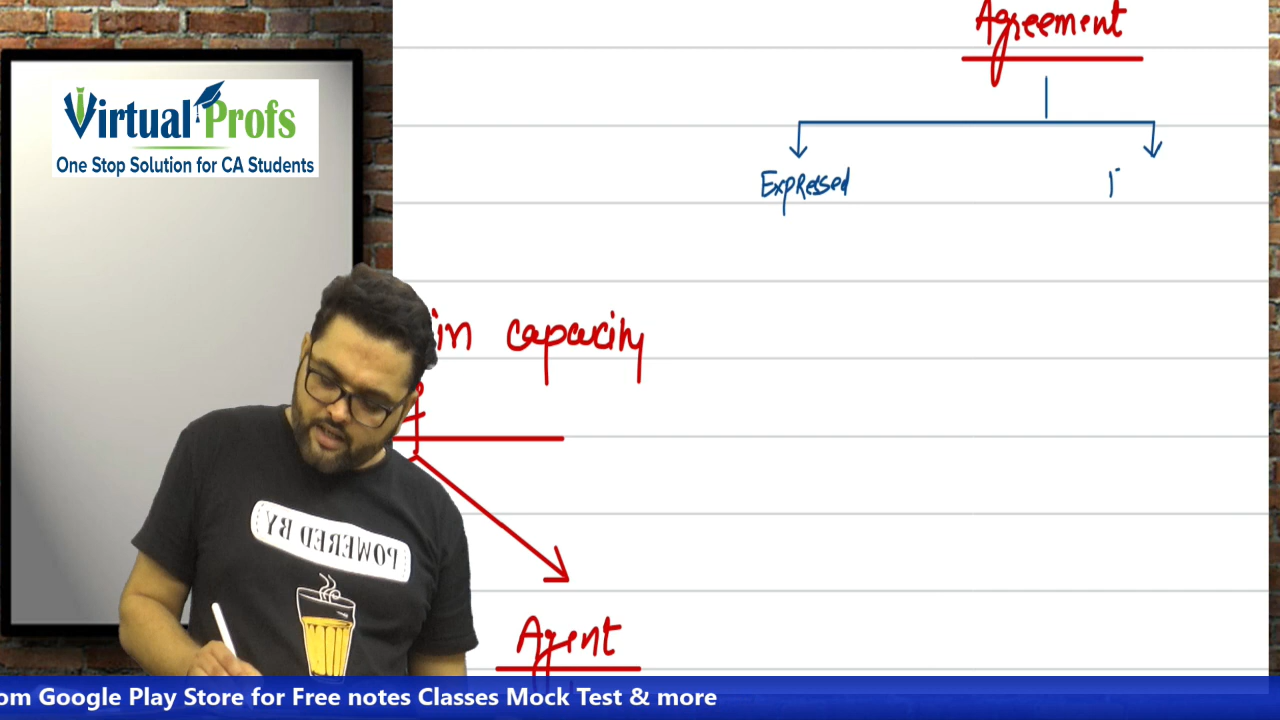 Agreement
Virtual Profs
One Stop Solution for CA Students
Expressed
in capacity
POWERED BY
Agent
om Google Play Store for Free notes Classes Mock Test & more